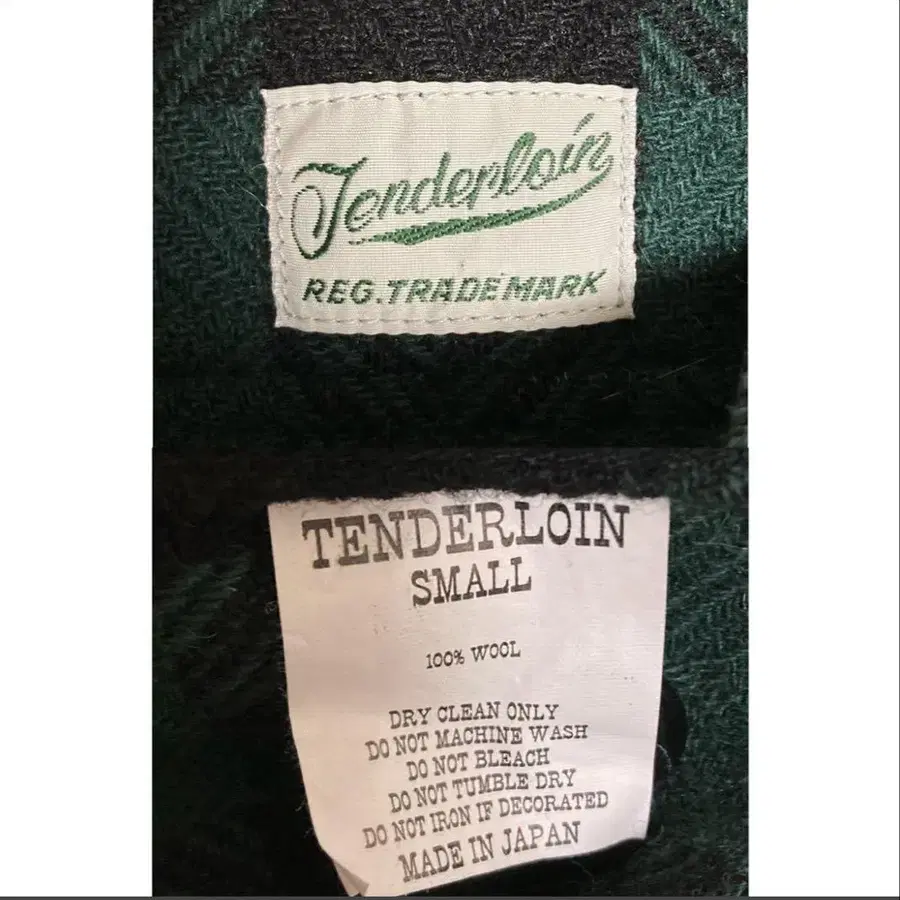 Tenderloin
REG. TRADE MARK
TENDERLOIN
SMALL
100% WOOL
DRY CLEAN ONLY
DO NOT MACHINE WASH
DO NOT BLEACH
DO NOT TUMBLE DRY
DO NOT IRON IF DECORATED
MADE IN JAPAN